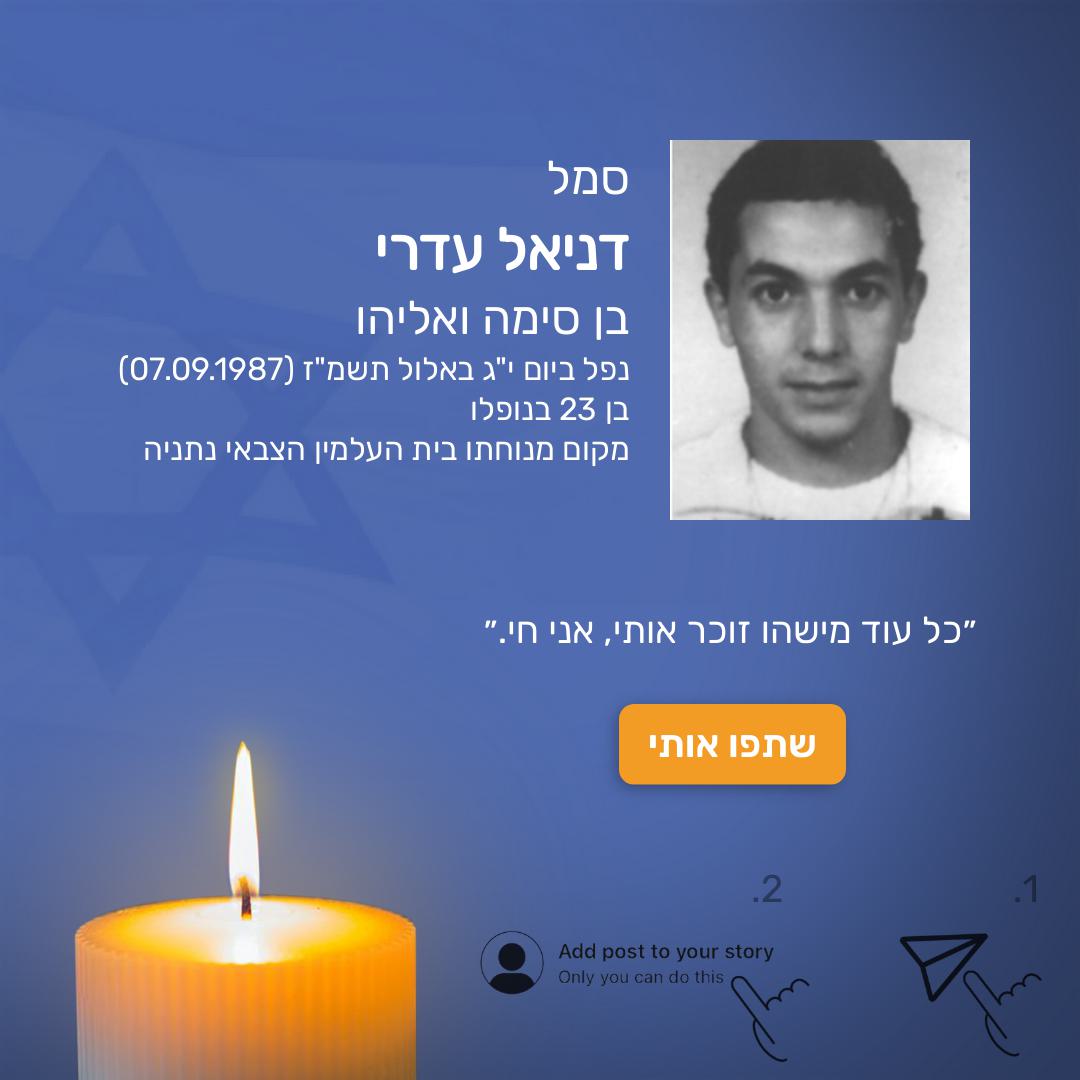 סמל
דניאל עדרי
בן סימה ואליהו
נפל ביום י"ג באלול תשמ"ז (07.09.1987)
בן 23 בנופלו
מקום מנוחתו בית העלמין הצבאי נתניה
״כל עוד מישהו זוכר אותי, אני חי.״
שתפו אותי
.1
.2
Add post to your story
Only you can do this